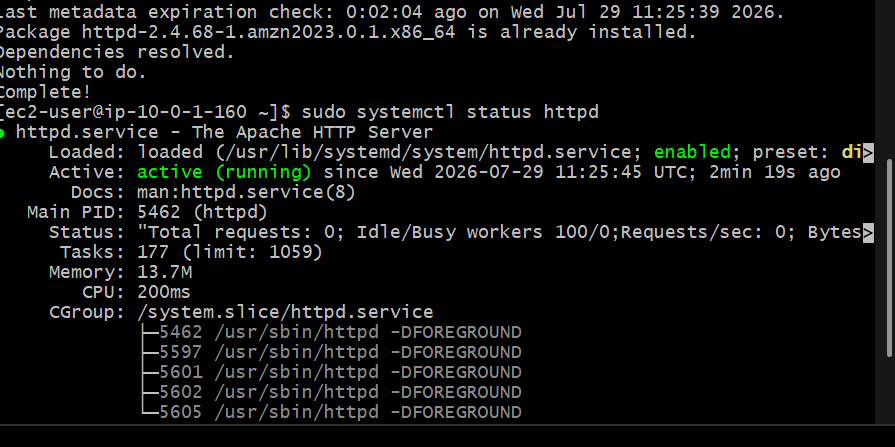 Last metadata expiration check: 0:02:04 ago on Wed Jul 29 11:25:39 2026.
Package httpd-2.4.68-1.amzn2023.0.1.x86_64 is already installed.
Dependencies resolved.
Nothing to do.
Complete!
[ec2-user@ip-10-0-1-160 ~]$ sudo systemctl status httpd
● httpd.service - The Apache HTTP Server
Loaded: loaded (/usr/lib/systemd/system/httpd.service; enabled; preset: di>
Active: active (running) since Wed 2026-07-29 11:25:45 UTC; 2min 19s ago
Docs: man:httpd.service(8)
Main PID: 5462 (httpd)
Status: "Total requests: 0; Idle/Busy workers 100/0;Requests/sec: 0; Bytes>
Tasks: 177 (limit: 1059)
Memory: 13.7M
CPU: 200ms
CGroup: /system.slice/httpd.service
├─5462 /usr/sbin/httpd -DFOREGROUND
├─5597 /usr/sbin/httpd -DFOREGROUND
├─5601 /usr/sbin/httpd -DFOREGROUND
├─5602 /usr/sbin/httpd -DFOREGROUND
└─5605 /usr/sbin/httpd -DFOREGROUND